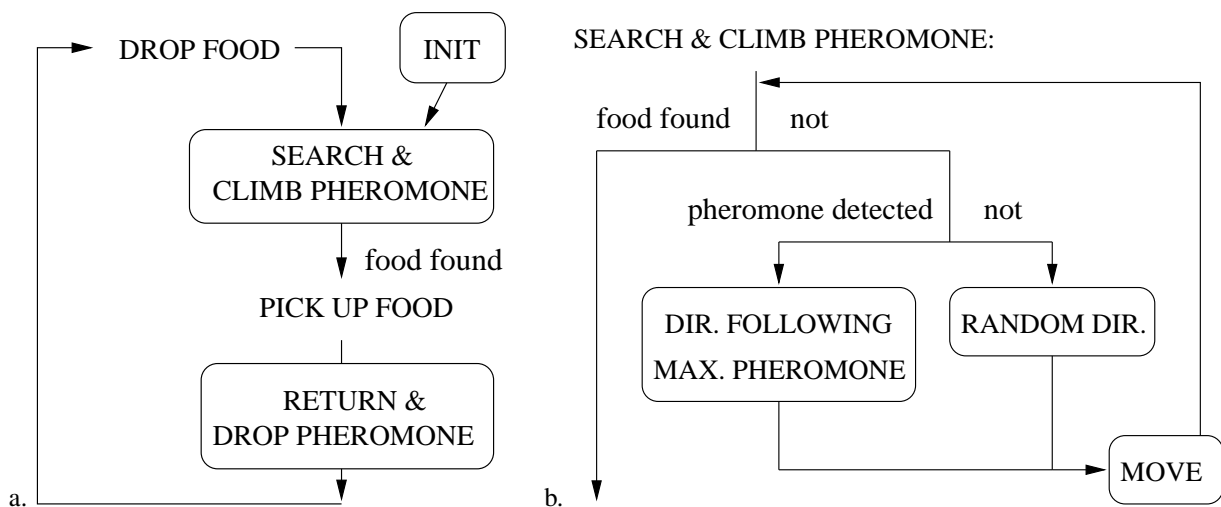 DROP FOOD
INIT
SEARCH &
CLIMB PHEROMONE
food found
PICK UP FOOD
RETURN &
DROP PHEROMONE
a.
SEARCH & CLIMB PHEROMONE:
food found not
pheromone detected not
DIR. FOLLOWING
MAX. PHEROMONE
RANDOM DIR.
MOVE
b.